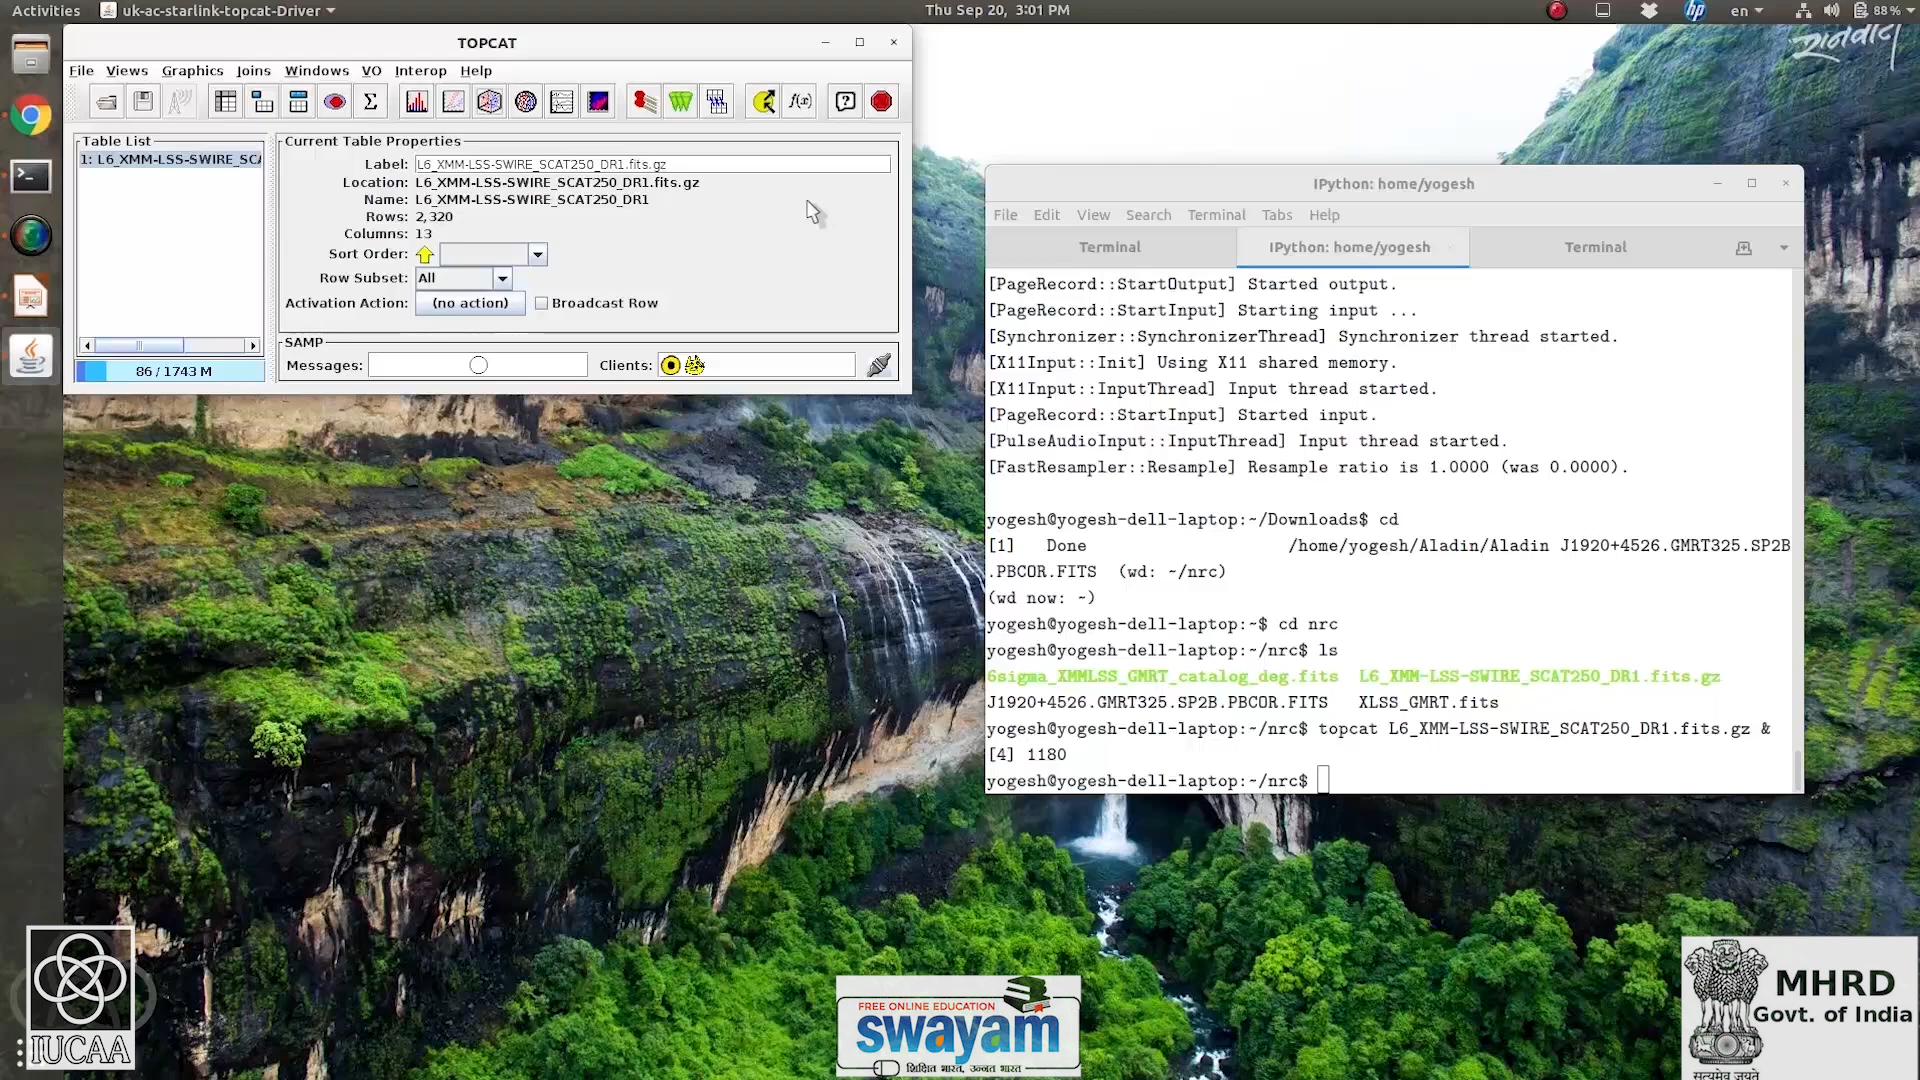 Activities uk-ac-starlink-topcat-Driver Thu Sep 20, 3:01 PM en 88%
TOPCAT
File Views Graphics Joins Windows VO Interop Help
Table List
1: L6_XMM-LSS-SWIRE_SCA
86 / 1743 M
Current Table Properties
Label: L6_XMM-LSS-SWIRE_SCAT250_DR1.fits.gz
Location: L6_XMM-LSS-SWIRE_SCAT250_DR1.fits.gz
Name: L6_XMM-LSS-SWIRE_SCAT250_DR1
Rows: 2,320
Columns: 13
Sort Order:
Row Subset: All
Activation Action: (no action) Broadcast Row
SAMP
Messages: Clients:
IPython: home/yogesh
File Edit View Search Terminal Tabs Help
Terminal IPython: home/yogesh Terminal
[PageRecord::StartOutput] Started output.
[PageRecord::StartInput] Starting input ...
[Synchronizer::SynchronizerThread] Synchronizer thread started.
[X11Input::Init] Using X11 shared memory.
[X11Input::InputThread] Input thread started.
[PageRecord::StartInput] Started input.
[PulseAudioInput::InputThread] Input thread started.
[FastResampler::Resample] Resample ratio is 1.0000 (was 0.0000).
yogesh@yogesh-dell-laptop:~/Downloads$ cd
[1] Done /home/yogesh/Aladin/Aladin J1920+4526.GMRT325.SP2B
.PBCOR.FITS (wd: ~/nrc)
(wd now: ~)
yogesh@yogesh-dell-laptop:~$ cd nrc
yogesh@yogesh-dell-laptop:~/nrc$ ls
6sigma_XMMLSS_GMRT_catalog_deg.fits L6_XMM-LSS-SWIRE_SCAT250_DR1.fits.gz
J1920+4526.GMRT325.SP2B.PBCOR.FITS XLSS_GMRT.fits
yogesh@yogesh-dell-laptop:~/nrc$ topcat L6_XMM-LSS-SWIRE_SCAT250_DR1.fits.gz &
[4] 1180
yogesh@yogesh-dell-laptop:~/nrc$
IUCAA
FREE ONLINE EDUCATION
swayam
शिक्षित भारत, उन्नत भारत
MHRD
Govt. of India
सत्यमेव जयते